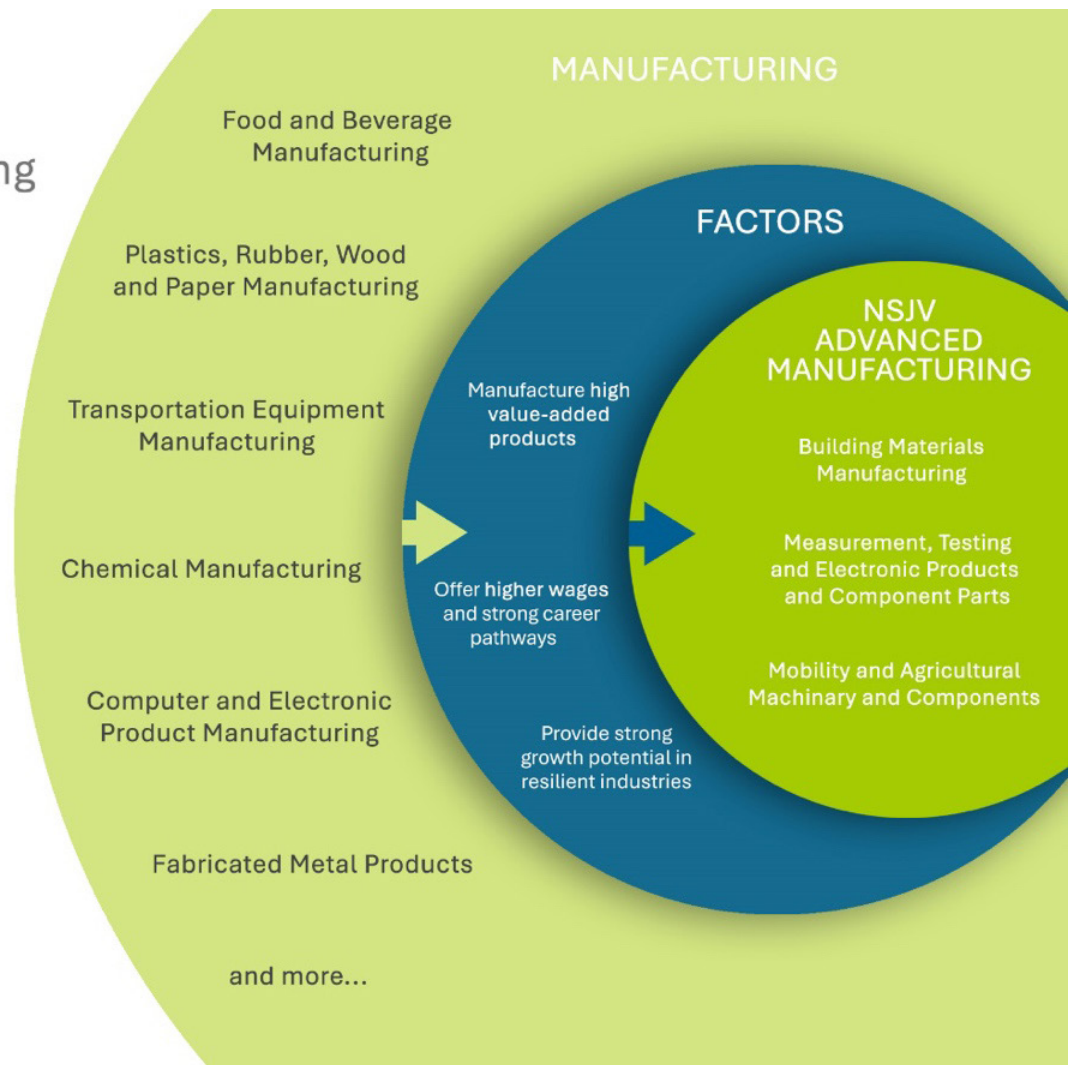 MANUFACTURING
Food and Beverage
Manufacturing
Plastics, Rubber, Wood
and Paper Manufacturing
Transportation Equipment
Manufacturing
Chemical Manufacturing
Computer and Electronic
Product Manufacturing
Fabricated Metal Products
and more...
FACTORS
Manufacture high
value-added
products
Offer higher wages
and strong career
pathways
Provide strong
growth potential in
resilient industries
NSJV
ADVANCED
MANUFACTURING
Building Materials
Manufacturing
Measurement, Testing
and Electronic Products
and Component Parts
Mobility and Agricultural
Machinary and Components